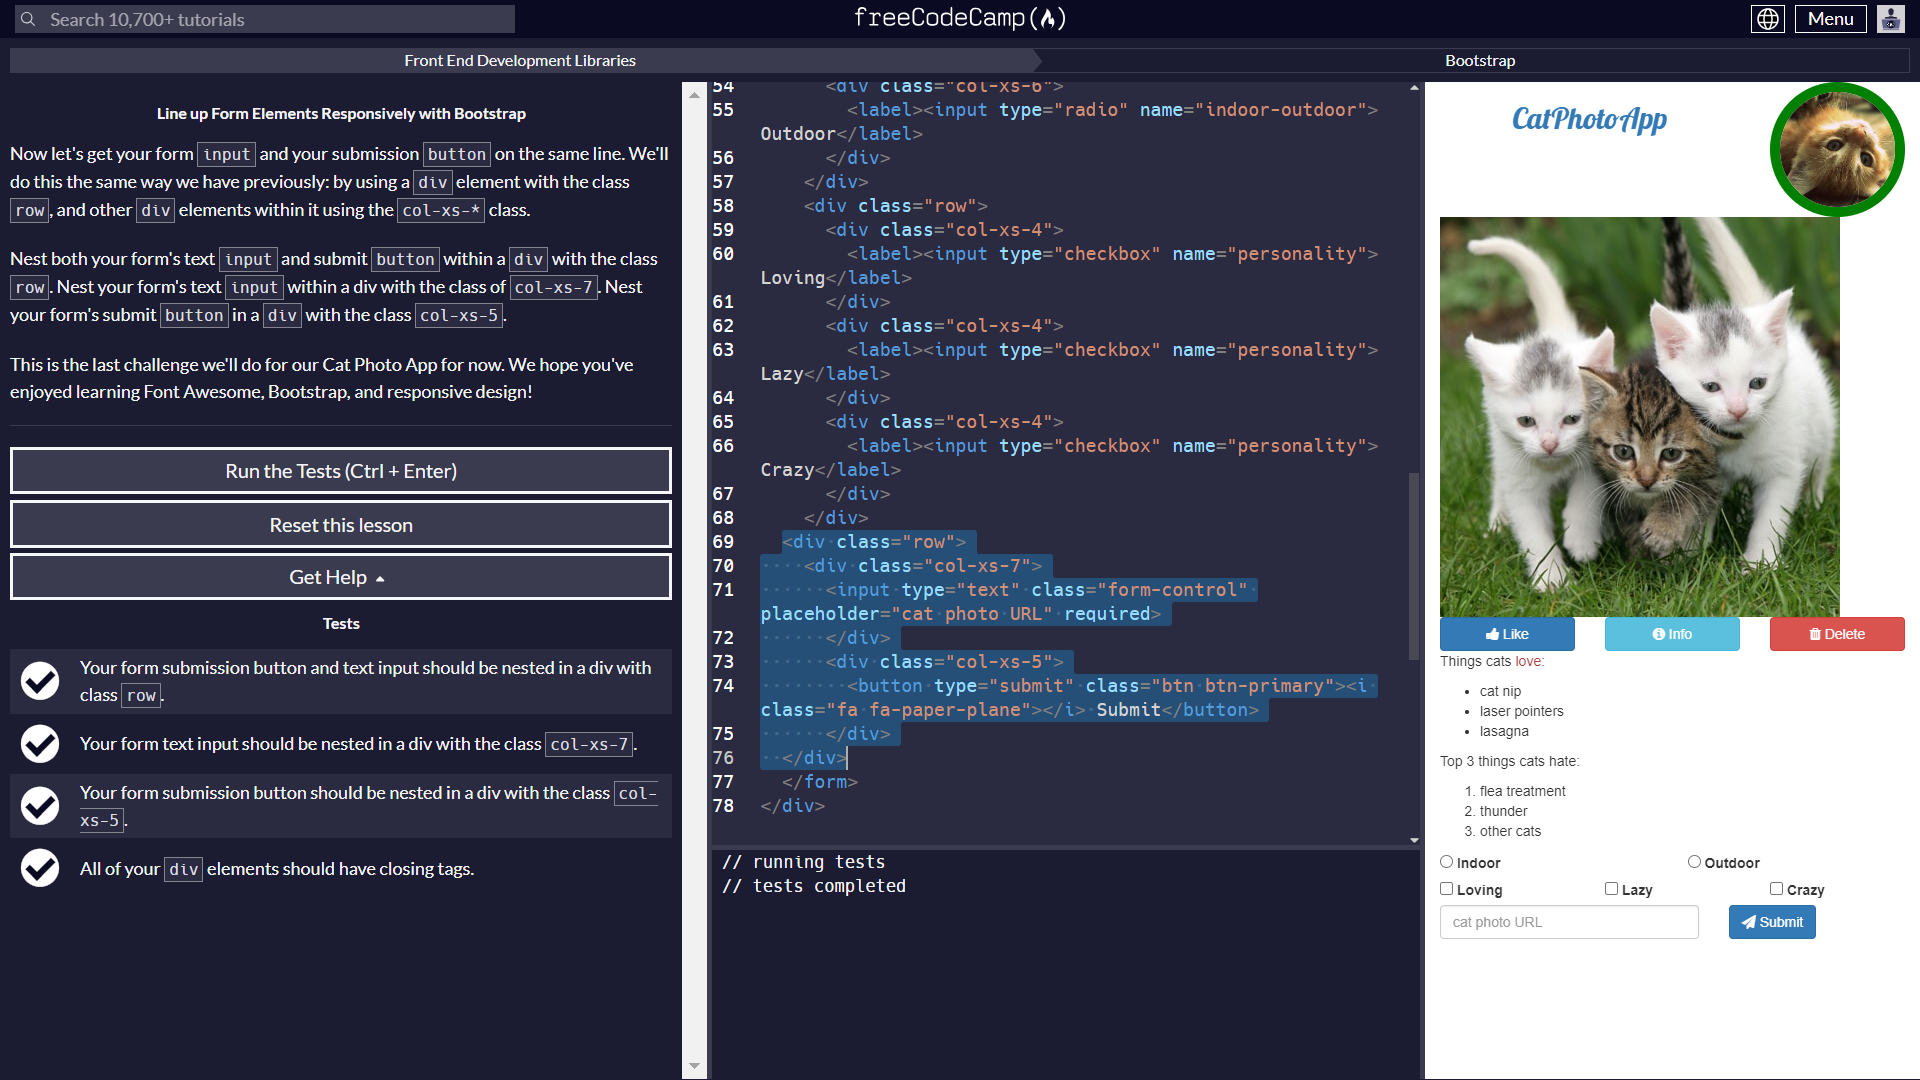 Search 10,700+ tutorials
freeCodeCamp(🔥)
Menu
Front End Development Libraries
Bootstrap
Line up Form Elements Responsively with Bootstrap
Now let's get your form input and your submission button on the same line. We'll
do this the same way we have previously: by using a div element with the class
row, and other div elements within it using the col-xs-* class.
Nest both your form's text input and submit button within a div with the class
row. Nest your form's text input within a div with the class of col-xs-7. Nest
your form's submit button in a div with the class col-xs-5.
This is the last challenge we'll do for our Cat Photo App for now. We hope you've
enjoyed learning Font Awesome, Bootstrap, and responsive design!
Run the Tests (Ctrl + Enter)
Reset this lesson
Get Help
Tests
Your form submission button and text input should be nested in a div with
class row.
Your form text input should be nested in a div with the class col-xs-7.
Your form submission button should be nested in a div with the class col-
xs-5.
All of your div elements should have closing tags.
54 <div class="col-xs-6">
55 <label><input type="radio" name="indoor-outdoor">
Outdoor</label>
56 </div>
57 </div>
58 <div class="row">
59 <div class="col-xs-4">
60 <label><input type="checkbox" name="personality">
Loving</label>
61 </div>
62 <div class="col-xs-4">
63 <label><input type="checkbox" name="personality">
Lazy</label>
64 </div>
65 <div class="col-xs-4">
66 <label><input type="checkbox" name="personality">
Crazy</label>
67 </div>
68 </div>
69 <div class="row">
70 <div class="col-xs-7">
71 <input type="text" class="form-control"
placeholder="cat photo URL" required>
72 </div>
73 <div class="col-xs-5">
74 <button type="submit" class="btn btn-primary"><i
class="fa fa-paper-plane"></i> Submit</button>
75 </div>
76 </div>
77 </form>
78 </div>
// running tests
// tests completed
CatPhotoApp
Like
Info
Delete
Things cats love:
cat nip
laser pointers
lasagna
Top 3 things cats hate:
1. flea treatment
2. thunder
3. other cats
Indoor
Outdoor
Loving
Lazy
Crazy
cat photo URL
Submit